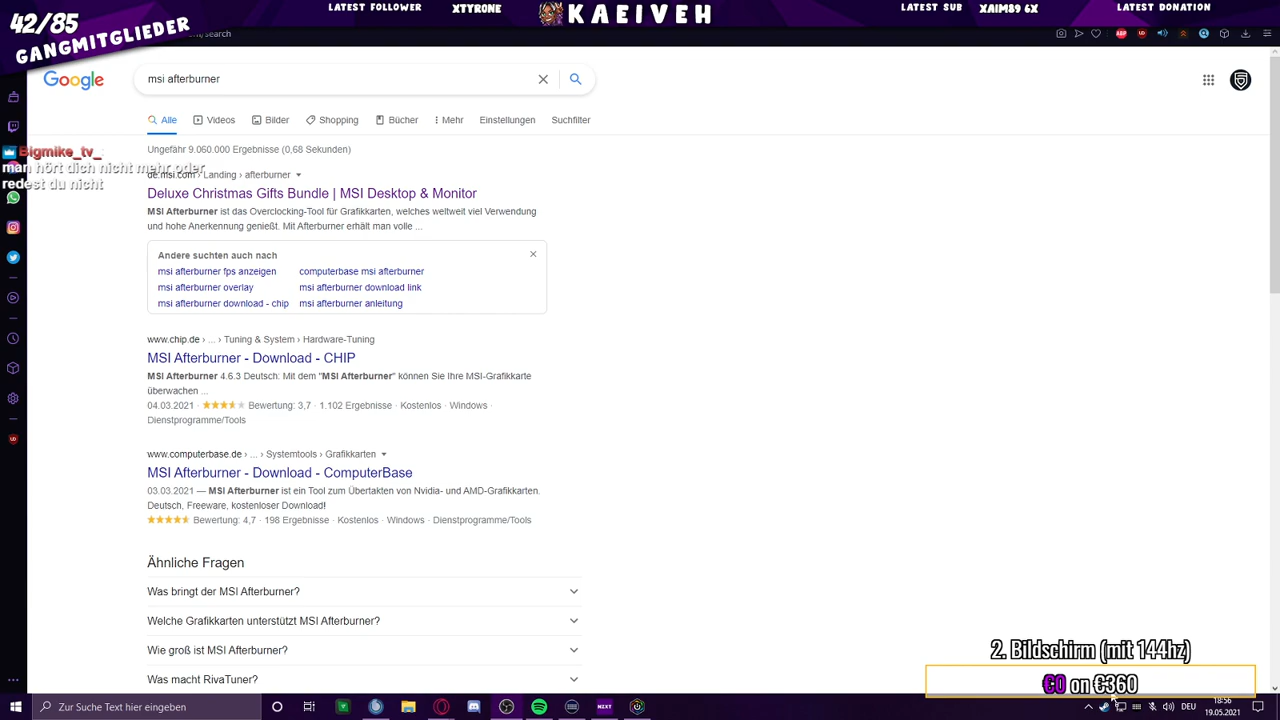 42/85
GANGMITGLIEDER
LATEST FOLLOWER
XTYRONE
KAEIVEH
LATEST SUB
XAIM89 6X
LATEST DONATION
/search
Google
msi afterburner
Alle
Videos
Bilder
Shopping
Bücher
Mehr
Einstellungen
Suchfilter
Ungefähr 9.060.000 Ergebnisse (0,68 Sekunden)
Bigmike_tv_:
man hört dich nicht mehr oder
redest du nicht
de.msi.com › Landing › afterburner
Deluxe Christmas Gifts Bundle | MSI Desktop & Monitor
MSI Afterburner ist das Overclocking-Tool für Grafikkarten, welches weltweit viel Verwendung
und hohe Anerkennung genießt. Mit Afterburner erhält man volle ...
Andere suchten auch nach
msi afterburner fps anzeigen
computerbase msi afterburner
msi afterburner overlay
msi afterburner download link
msi afterburner download - chip
msi afterburner anleitung
www.chip.de › ... › Tuning & System › Hardware-Tuning
MSI Afterburner - Download - CHIP
MSI Afterburner 4.6.3 Deutsch: Mit dem "MSI Afterburner" können Sie Ihre MSI-Grafikkarte
überwachen ...
04.03.2021 · Bewertung: 3,7 · 1.102 Ergebnisse · Kostenlos · Windows ·
Dienstprogramme/Tools
www.computerbase.de › ... › Systemtools › Grafikkarten
MSI Afterburner - Download - ComputerBase
03.03.2021 — MSI Afterburner ist ein Tool zum Übertakten von Nvidia- und AMD-Grafikkarten.
Deutsch, Freeware, kostenloser Download!
Bewertung: 4,7 · 198 Ergebnisse · Kostenlos · Windows · Dienstprogramme/Tools
Ähnliche Fragen
Was bringt der MSI Afterburner?
Welche Grafikkarten unterstützt MSI Afterburner?
Wie groß ist MSI Afterburner?
Was macht RivaTuner?
2. Bildschirm (mit 144hz)
€0 on €360
Zur Suche Text hier eingeben
NZXT
DEU
18:56
19.05.2021